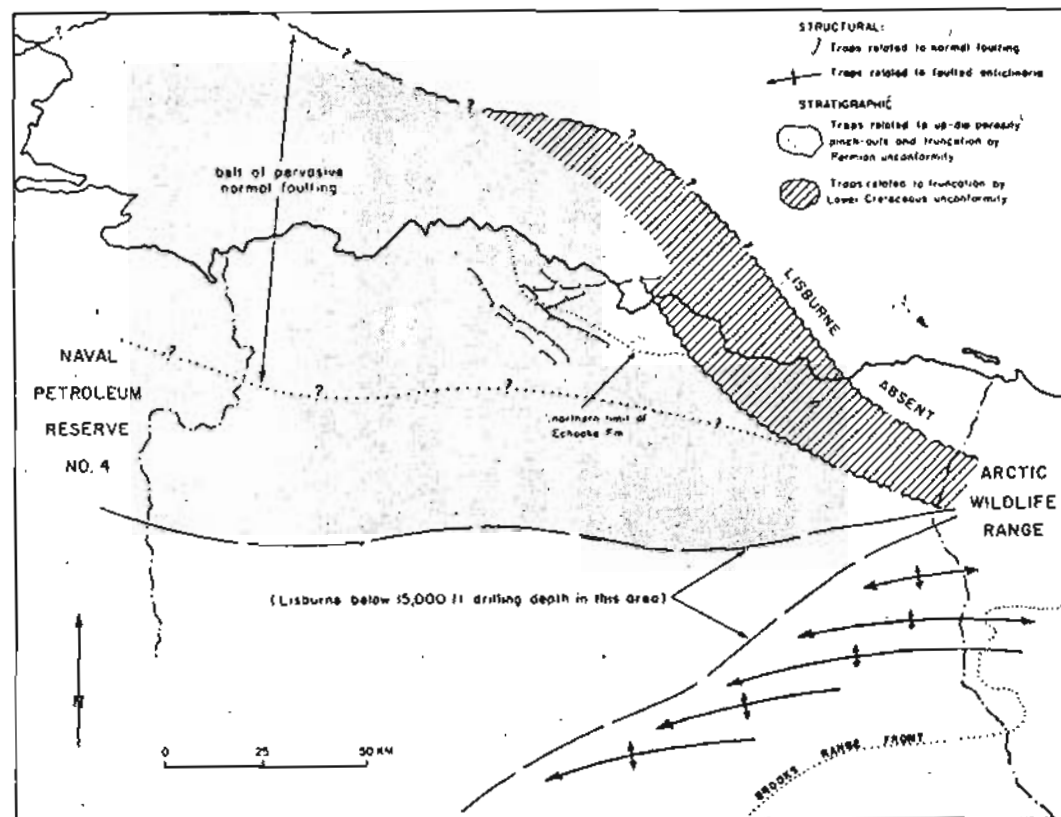 STRUCTURAL:
Traps related to normal faulting
Traps related to faulted anticlines
STRATIGRAPHIC
Traps related to up-dip porosity
pinch-outs and truncation by
Permian unconformity
Traps related to truncation by
Lower Cretaceous unconformity
?
?
?
?
?
?
?
belt of pervasive
normal faulting
LISBURNE
ABSENT
NAVAL
PETROLEUM
RESERVE
NO. 4
?
?
?
?
northern limit of
Echooka Fm
ARCTIC
WILDLIFE
RANGE
(Lisburne below 15,000 ft drilling depth in this area)
N
0 25 50 KM
BROOKS RANGE FRONT